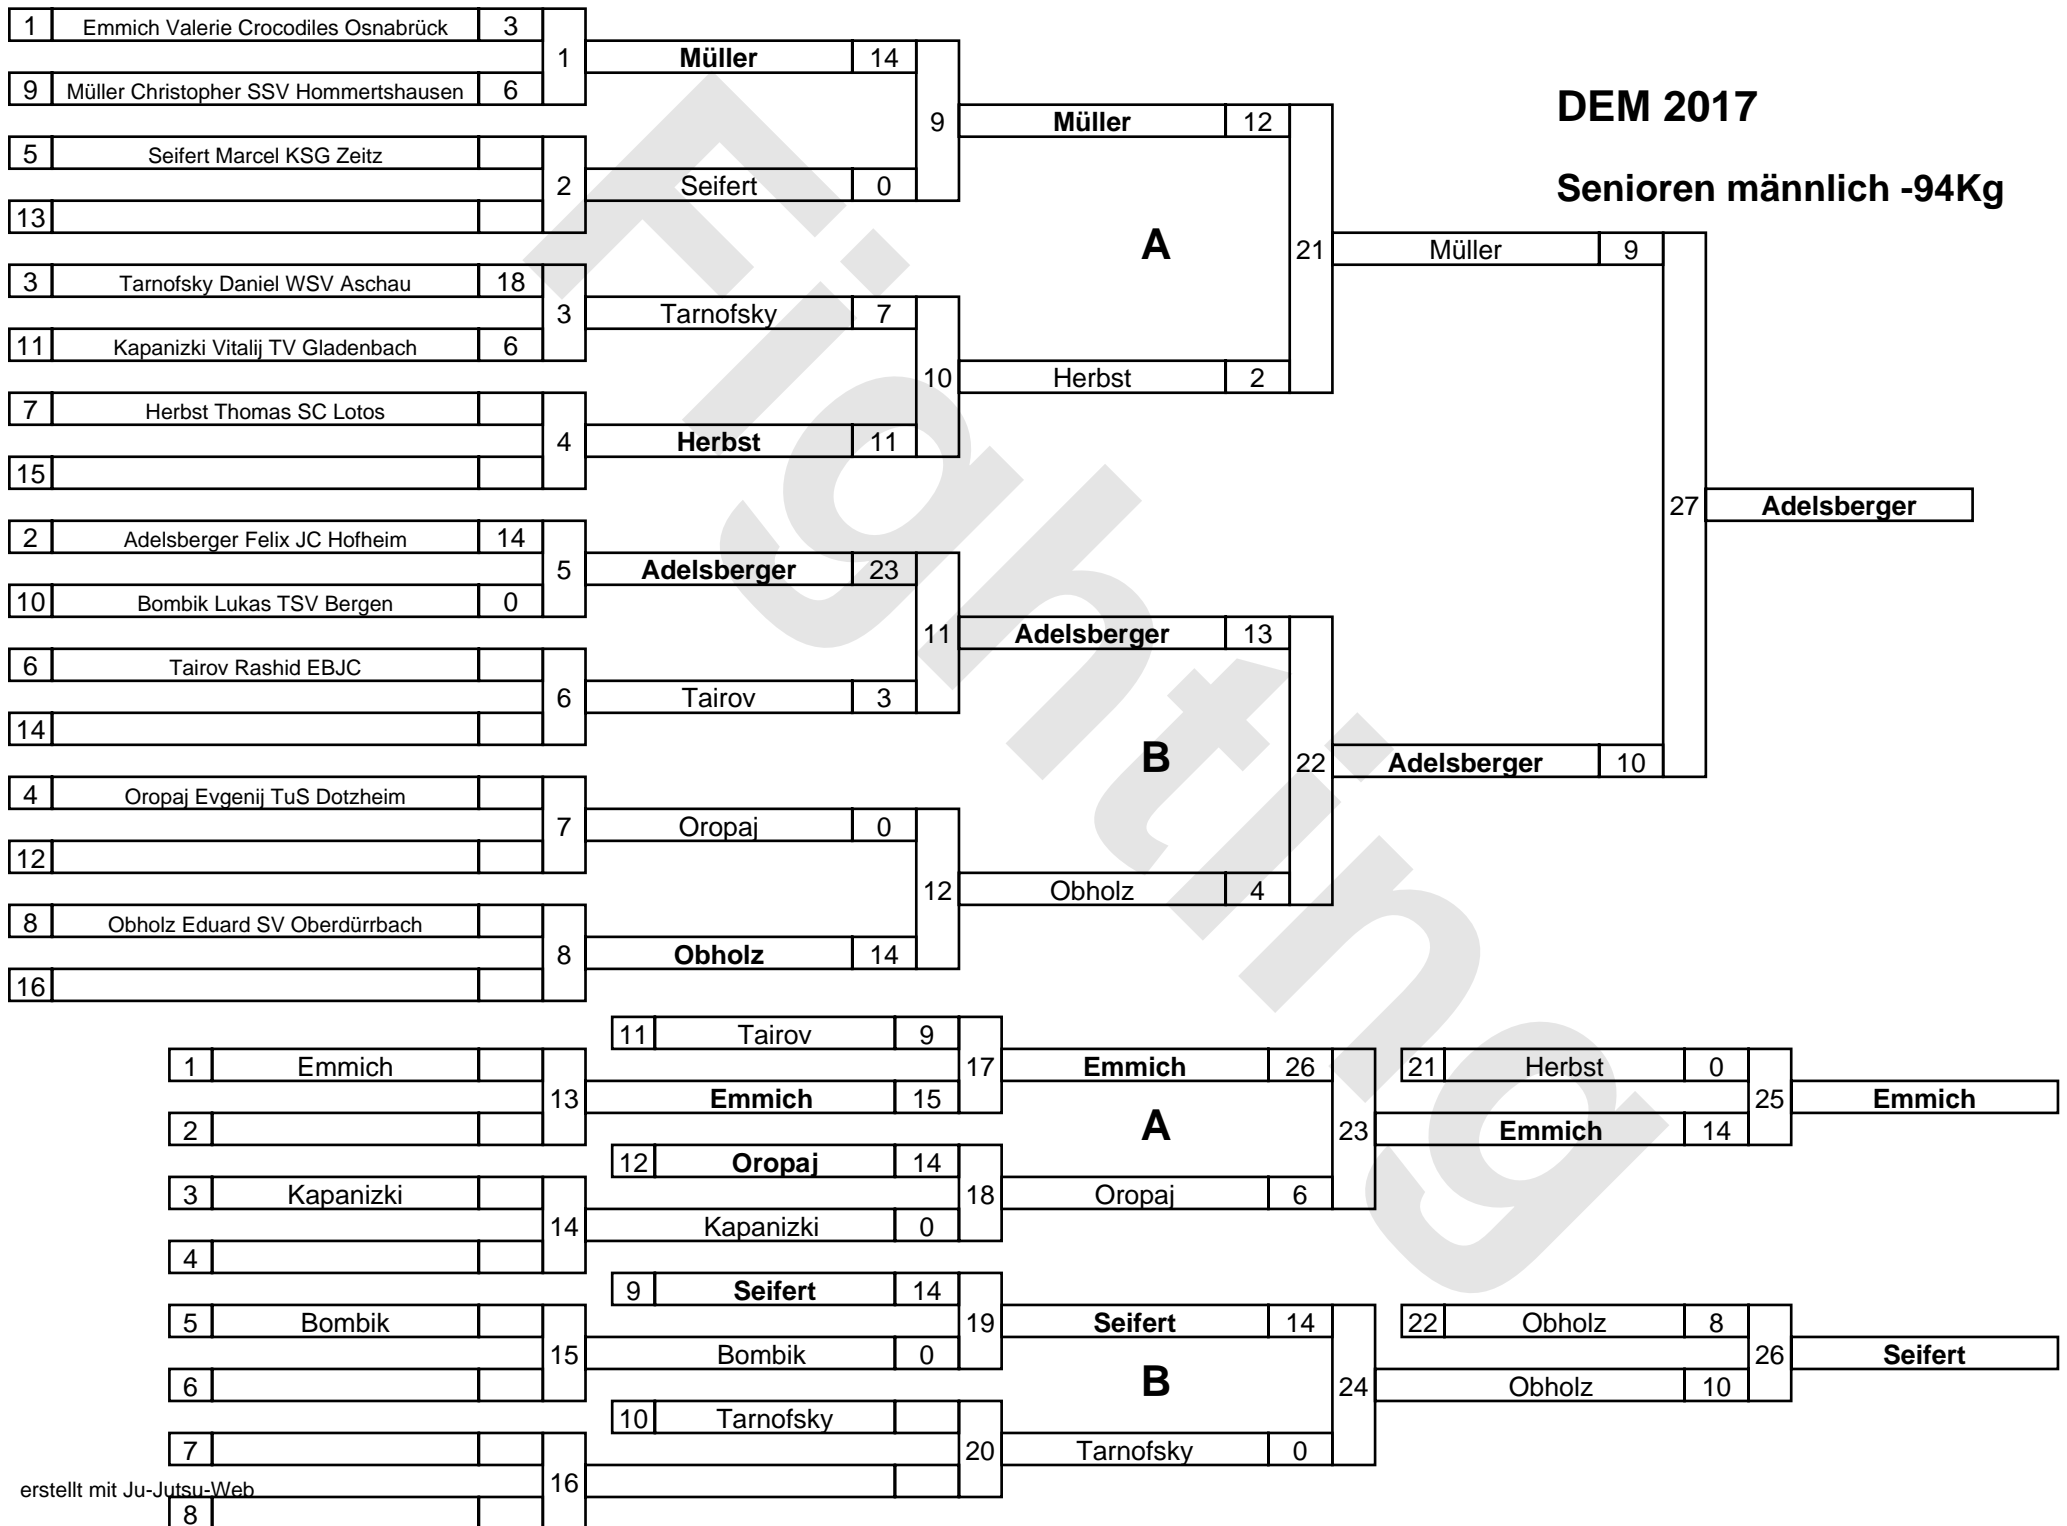 DEM 2017
Senioren männlich -94Kg
1 Emmich Valerie Crocodiles Osnabrück 3
1 Müller 14
9 Müller Christopher SSV Hommertshausen 6
9 Müller 12
5 Seifert Marcel KSG Zeitz
2 Seifert 0
13
A
21 Müller 9
3 Tarnofsky Daniel WSV Aschau 18
3 Tarnofsky 7
11 Kapanizki Vitalij TV Gladenbach 6
10 Herbst 2
7 Herbst Thomas SC Lotos
4 Herbst 11
15
27 Adelsberger
2 Adelsberger Felix JC Hofheim 14
5 Adelsberger 23
10 Bombik Lukas TSV Bergen 0
11 Adelsberger 13
6 Tairov Rashid EBJC
6 Tairov 3
14
B
22 Adelsberger 10
4 Oropaj Evgenij TuS Dotzheim
7 Oropaj 0
12
12 Obholz 4
8 Obholz Eduard SV Oberdürrbach
8 Obholz 14
16
11 Tairov 9
1 Emmich
17 Emmich 26
21 Herbst 0
13 Emmich 15
25 Emmich
2
A
23 Emmich 14
12 Oropaj 14
3 Kapanizki
18 Oropaj 6
14 Kapanizki 0
4
9 Seifert 14
5 Bombik
19 Seifert 14
22 Obholz 8
15 Bombik 0
26 Seifert
6
B
24 Obholz 10
10 Tarnofsky
7
20 Tarnofsky 0
16
erstellt mit Ju-Jutsu-Web
8
Fighting